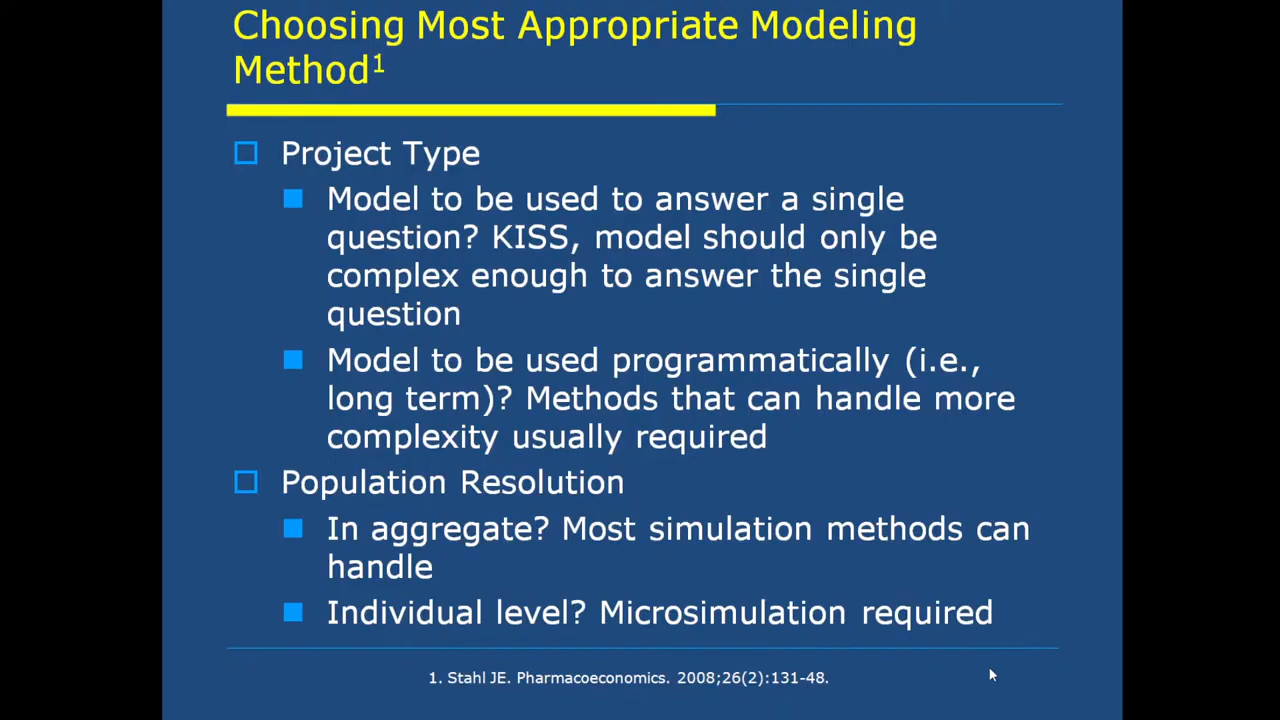 Choosing Most Appropriate Modeling
Method¹
Project Type
Model to be used to answer a single
question? KISS, model should only be
complex enough to answer the single
question
Model to be used programmatically (i.e.,
long term)? Methods that can handle more
complexity usually required
Population Resolution
In aggregate? Most simulation methods can
handle
Individual level? Microsimulation required
1. Stahl JE. Pharmacoeconomics. 2008;26(2):131-48.